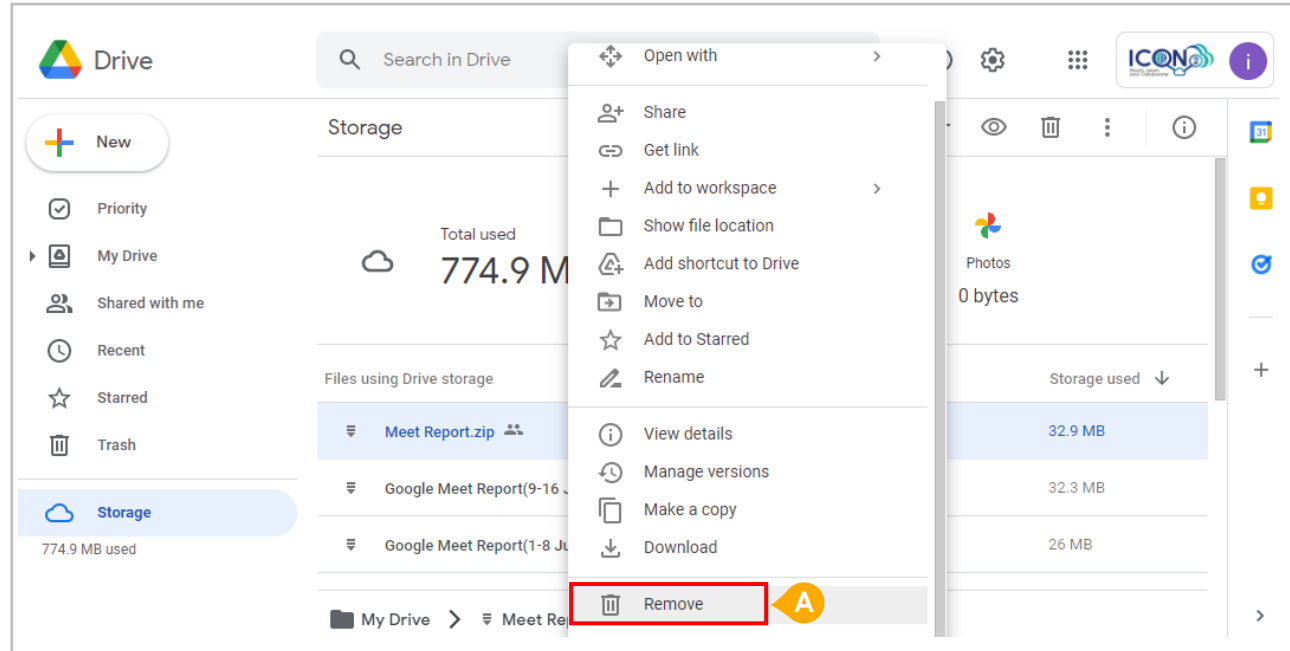 Drive
Search in Drive
ICON2
i
New
Priority
My Drive
Shared with me
Recent
Starred
Trash
Storage
774.9 MB used
Storage
Total used
774.9 M
Photos
0 bytes
Files using Drive storage
Storage used
Meet Report.zip
32.9 MB
Google Meet Report(9-16
32.3 MB
Google Meet Report(1-8
26 MB
My Drive
Meet
Open with
Share
Get link
Add to workspace
Show file location
Add shortcut to Drive
Move to
Add to Starred
Rename
View details
Manage versions
Make a copy
Download
Remove
A
31